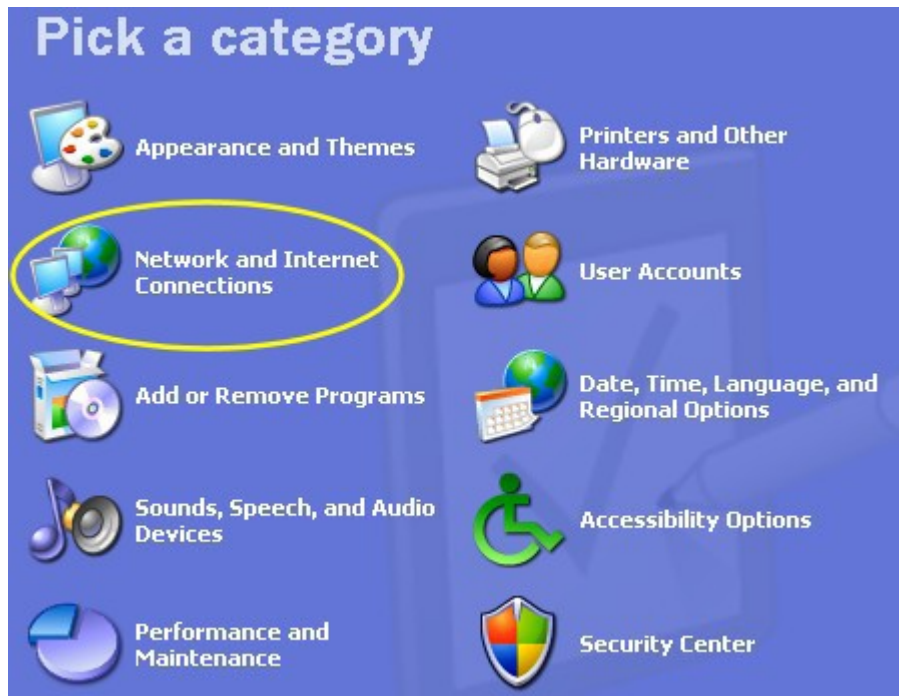 Pick a category
Appearance and Themes
Printers and Other
Hardware
Network and Internet
Connections
User Accounts
Add or Remove Programs
Date, Time, Language, and
Regional Options
Sounds, Speech, and Audio
Devices
Accessibility Options
Performance and
Maintenance
Security Center